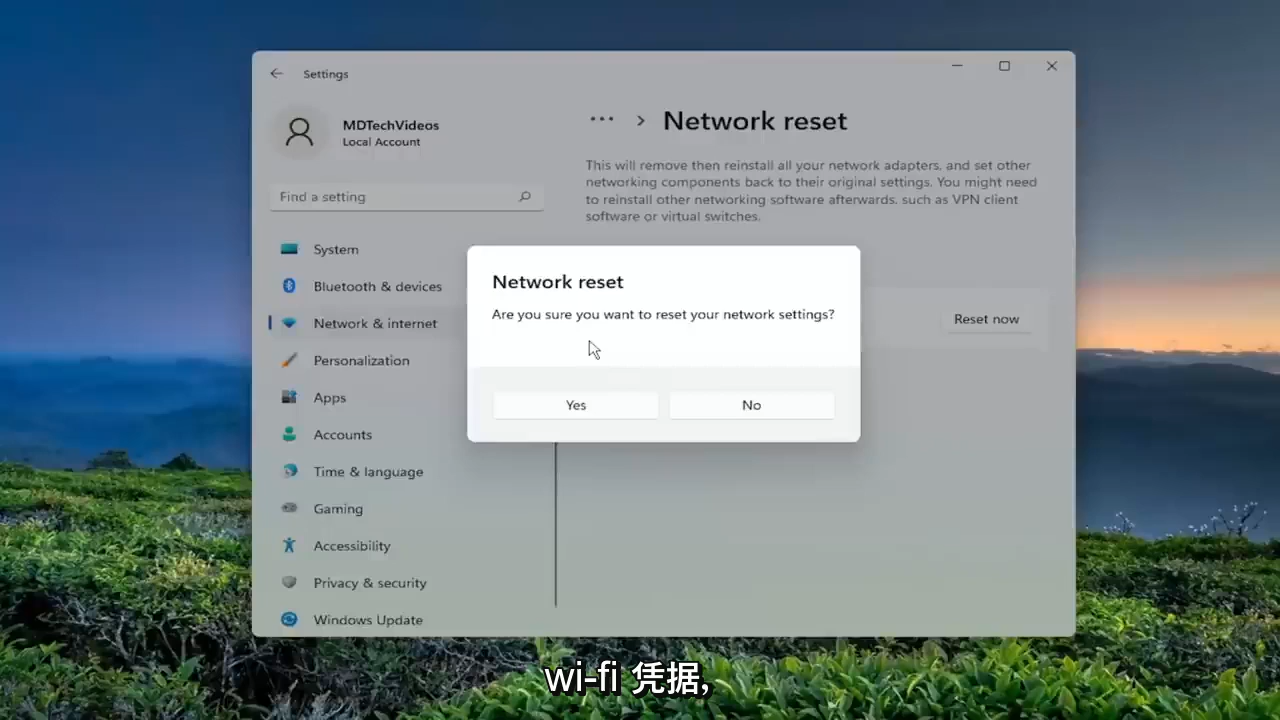 Settings
MDTechVideos
Local Account
Find a setting
System
Bluetooth & devices
Network & internet
Personalization
Apps
Accounts
Time & language
Gaming
Accessibility
Privacy & security
Windows Update
… > Network reset
This will remove then reinstall all your network adapters, and set other
networking components back to their original settings. You might need
to reinstall other networking software afterwards, such as VPN client
software or virtual switches.
Reset now
Network reset
Are you sure you want to reset your network settings?
Yes
No
wi-fi 凭据,